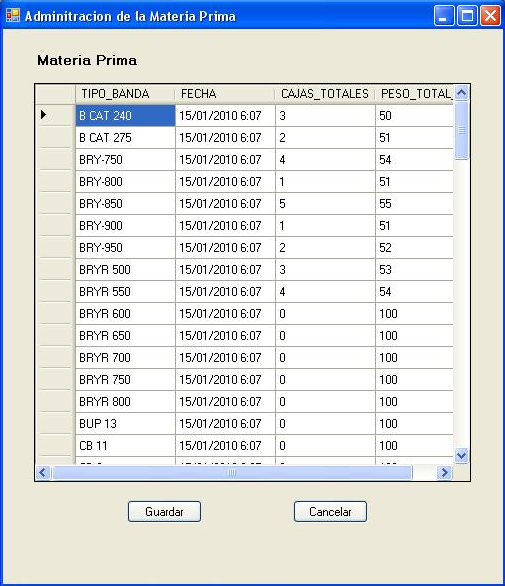 Adminitracion de la Materia Prima
Materia Prima
TIPO_BANDA FECHA CAJAS_TOTALES PESO_TOTAL_
B CAT 240 15/01/2010 6:07 3 50
B CAT 275 15/01/2010 6:07 2 51
BRY-750 15/01/2010 6:07 4 54
BRY-800 15/01/2010 6:07 1 51
BRY-850 15/01/2010 6:07 5 55
BRY-900 15/01/2010 6:07 1 51
BRY-950 15/01/2010 6:07 2 52
BRYR 500 15/01/2010 6:07 3 53
BRYR 550 15/01/2010 6:07 4 54
BRYR 600 15/01/2010 6:07 0 100
BRYR 650 15/01/2010 6:07 0 100
BRYR 700 15/01/2010 6:07 0 100
BRYR 750 15/01/2010 6:07 0 100
BRYR 800 15/01/2010 6:07 0 100
BUP 13 15/01/2010 6:07 0 100
CB 11 15/01/2010 6:07 0 100
Guardar Cancelar